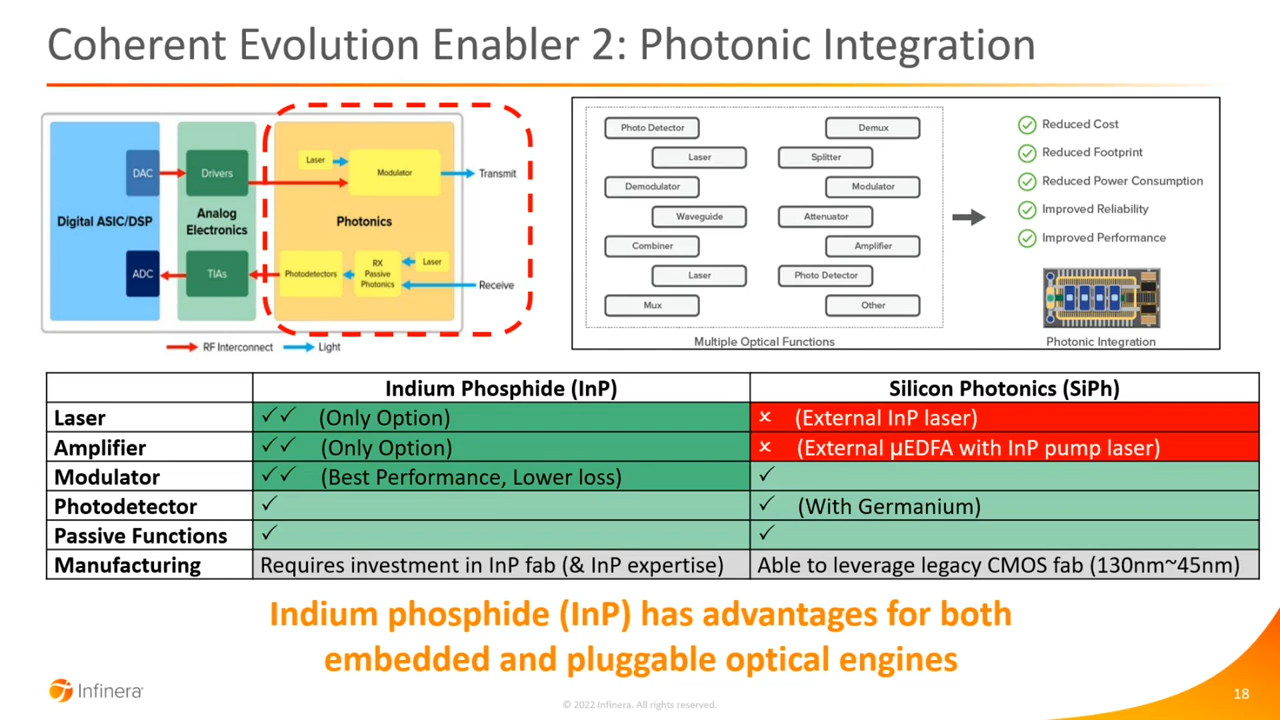 Coherent Evolution Enabler 2: Photonic Integration
Digital ASIC/DSP
DAC
ADC
Analog
Electronics
Drivers
TIAs
Photonics
Laser
Modulator
Transmit
Photodetectors
RX
Passive
Photonics
Laser
Receive
RF Interconnect
Light
Photo Detector
Demux
Laser
Splitter
Demodulator
Modulator
Waveguide
Attenuator
Combiner
Amplifier
Laser
Photo Detector
Mux
Other
Multiple Optical Functions
Reduced Cost
Reduced Footprint
Reduced Power Consumption
Improved Reliability
Improved Performance
Photonic Integration
Indium Phosphide (InP) Silicon Photonics (SiPh)
Laser ✓✓ (Only Option) × (External InP laser)
Amplifier ✓✓ (Only Option) × (External µEDFA with InP pump laser)
Modulator ✓✓ (Best Performance, Lower loss) ✓
Photodetector ✓ ✓ (With Germanium)
Passive Functions ✓ ✓
Manufacturing Requires investment in InP fab (& InP expertise) Able to leverage legacy CMOS fab (130nm~45nm)
Indium phosphide (InP) has advantages for both
embedded and pluggable optical engines
Infinera
© 2022 Infinera. All rights reserved.
18